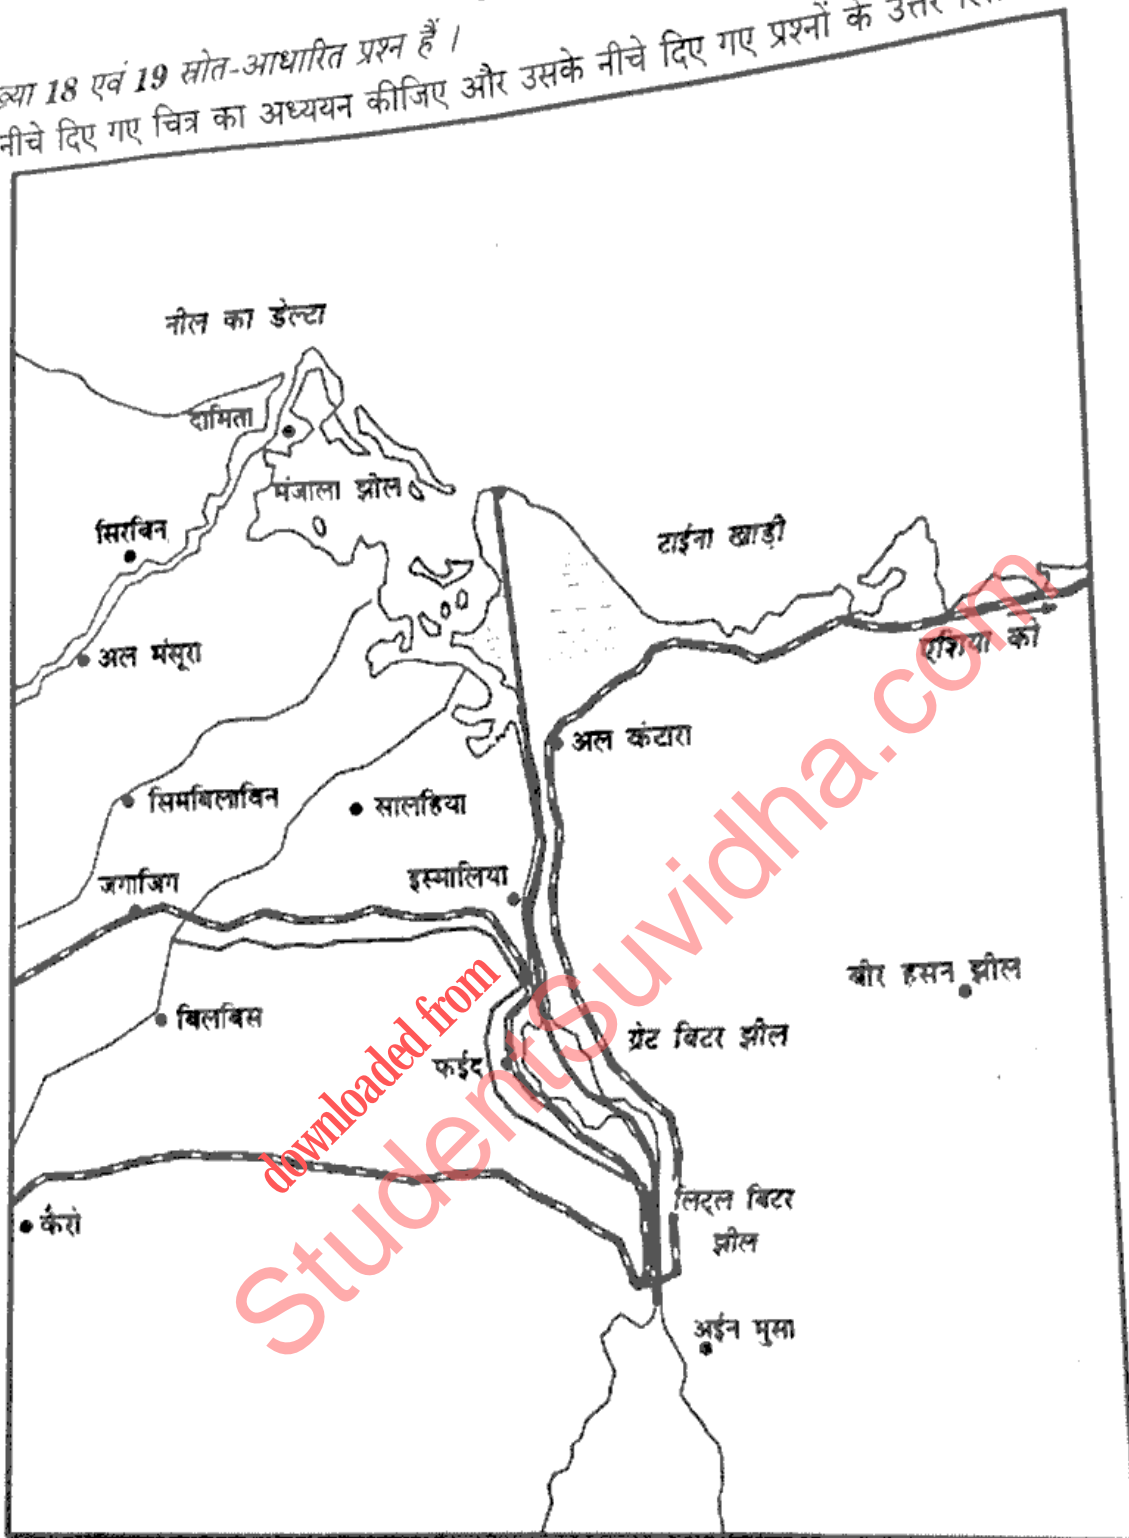 ख्या 18 एवं 19 स्रोत-आधारित प्रश्न हैं ।
नीचे दिए गए चित्र का अध्ययन कीजिए और उसके नीचे दिए गए प्रश्नों के उत्तर
नील का डेल्टा
दामिता
मंजाला झील
सिरबिन
टाईना खाड़ी
एशिया को
अल मंसूरा
अल कंटारा
सिमबिलाविन
सालहिया
जगाजिग
इस्मालिया
बीर हसन झील
बिलबिस
ग्रेट बिटर झील
फईद
लिट्ल बिटर
झील
कैरो
अईन मुसा
downloaded from
StudentSuvidha.com